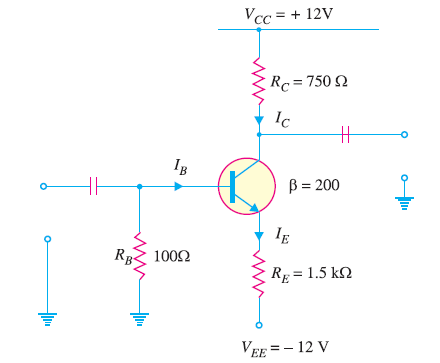 V_CC = + 12V
R_C = 750 Ω
I_C
I_B
β = 200
I_E
R_B 100Ω
R_E = 1.5 kΩ
V_EE = – 12 V